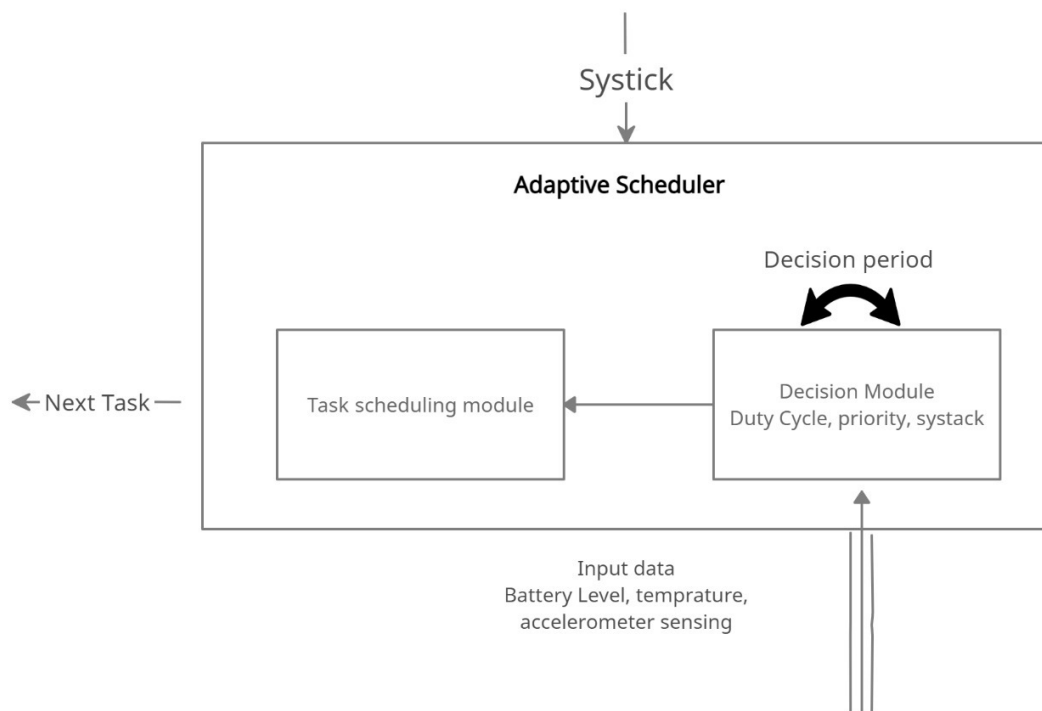 Systick
Adaptive Scheduler
Decision period
Next Task
Task scheduling module
Decision Module
Duty Cycle, priority, systack
Input data
Battery Level, temprature,
accelerometer sensing